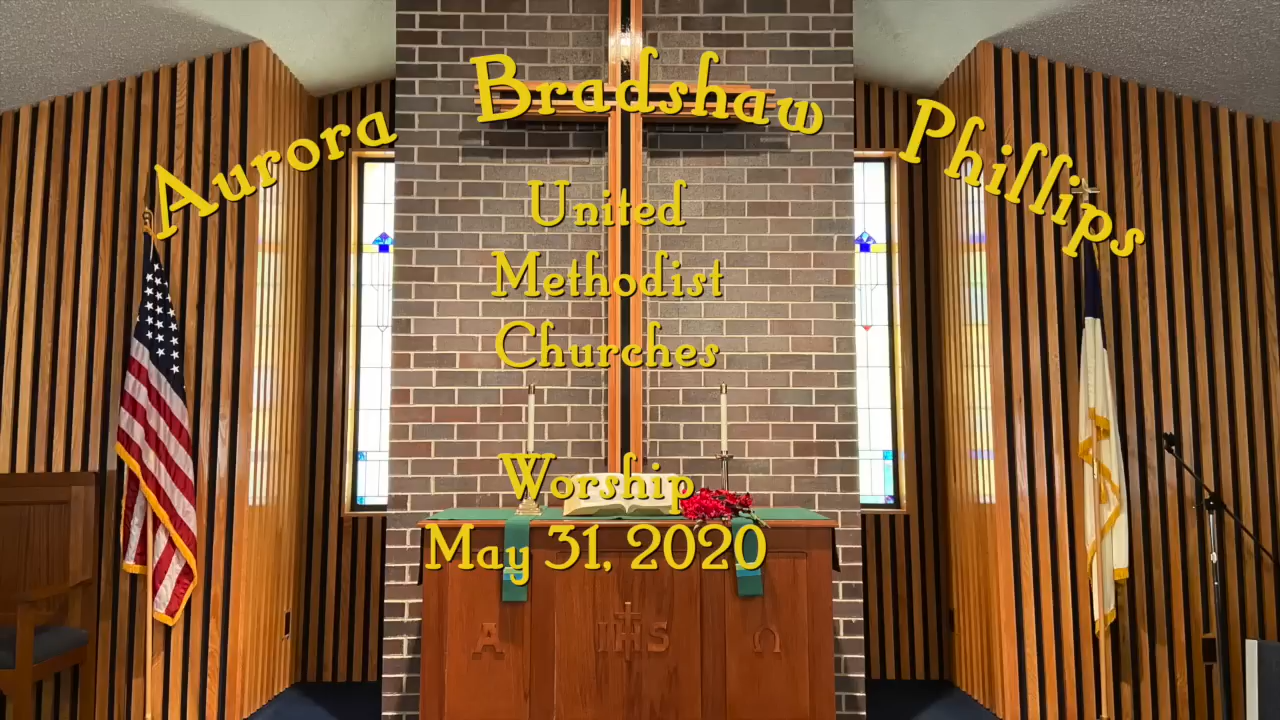 Aurora Bradshaw Phillips
United
Methodist
Churches
Worship
May 31, 2020
Α IHS Ω